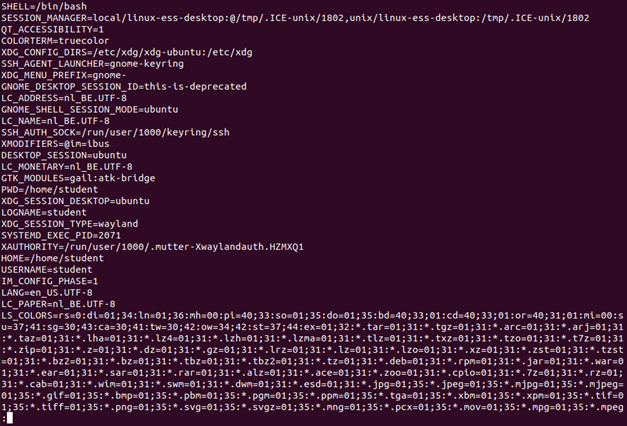 SHELL=/bin/bash
SESSION_MANAGER=local/linux-ess-desktop:@/tmp/.ICE-unix/1802,unix/linux-ess-desktop:/tmp/.ICE-unix/1802
QT_ACCESSIBILITY=1
COLORTERM=truecolor
XDG_CONFIG_DIRS=/etc/xdg/xdg-ubuntu:/etc/xdg
SSH_AGENT_LAUNCHER=gnome-keyring
XDG_MENU_PREFIX=gnome-
GNOME_DESKTOP_SESSION_ID=this-is-deprecated
LC_ADDRESS=nl_BE.UTF-8
GNOME_SHELL_SESSION_MODE=ubuntu
LC_NAME=nl_BE.UTF-8
SSH_AUTH_SOCK=/run/user/1000/keyring/ssh
XMODIFIERS=@im=ibus
DESKTOP_SESSION=ubuntu
LC_MONETARY=nl_BE.UTF-8
GTK_MODULES=gail:atk-bridge
PWD=/home/student
XDG_SESSION_DESKTOP=ubuntu
LOGNAME=student
XDG_SESSION_TYPE=wayland
SYSTEMD_EXEC_PID=2071
XAUTHORITY=/run/user/1000/.mutter-Xwaylandauth.HZMXQ1
HOME=/home/student
USERNAME=student
IM_CONFIG_PHASE=1
LANG=en_US.UTF-8
LC_PAPER=nl_BE.UTF-8
LS_COLORS=rs=0:di=01;34:ln=01;36:mh=00:pi=40;33:so=01;35:do=01;35:bd=40;33;01:cd=40;33;01:or=40;31;01:mi=00:s
u=37;41:sg=30;43:ca=30;41:tw=30;42:ow=34;42:st=37;44:ex=01;32:*.tar=01;31:*.tgz=01;31:*.arc=01;31:*.arj=01;31
:*.taz=01;31:*.lha=01;31:*.lz4=01;31:*.lzh=01;31:*.lzma=01;31:*.tlz=01;31:*.txz=01;31:*.tzo=01;31:*.t7z=01;31
:*.zip=01;31:*.z=01;31:*.dz=01;31:*.gz=01;31:*.lrz=01;31:*.lz=01;31:*.lzo=01;31:*.xz=01;31:*.zst=01;31:*.tzst
=01;31:*.bz2=01;31:*.bz=01;31:*.tbz=01;31:*.tbz2=01;31:*.tz=01;31:*.deb=01;31:*.rpm=01;31:*.jar=01;31:*.war=0
1;31:*.ear=01;31:*.sar=01;31:*.rar=01;31:*.alz=01;31:*.ace=01;31:*.zoo=01;31:*.cpio=01;31:*.7z=01;31:*.rz=01;
31:*.cab=01;31:*.wim=01;31:*.swm=01;31:*.dwm=01;31:*.esd=01;31:*.jpg=01;35:*.jpeg=01;35:*.mjpg=01;35:*.mjpeg=
01;35:*.gif=01;35:*.bmp=01;35:*.pbm=01;35:*.pgm=01;35:*.ppm=01;35:*.tga=01;35:*.xbm=01;35:*.xpm=01;35:*.tif=0
1;35:*.tiff=01;35:*.png=01;35:*.svg=01;35:*.svgz=01;35:*.mng=01;35:*.pcx=01;35:*.mov=01;35:*.mpg=01;35:*.mpeg
: